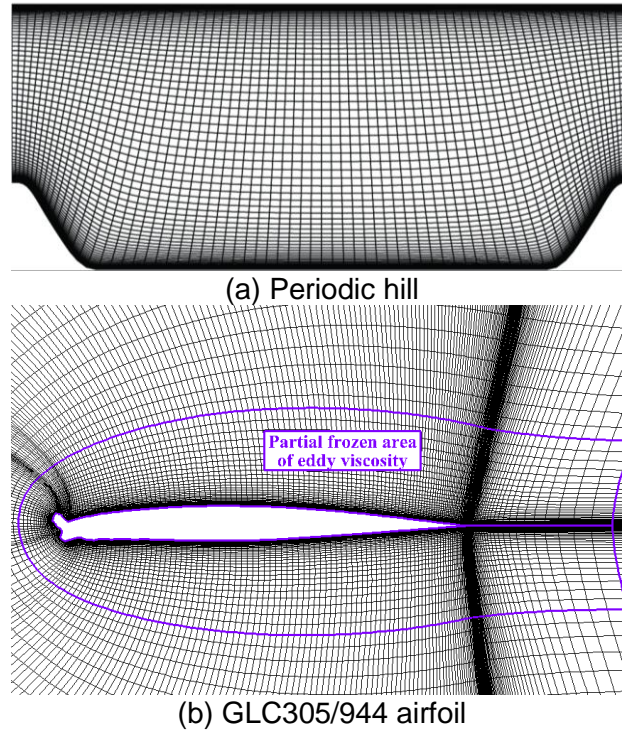 (a) Periodic hill
Partial frozen area
of eddy viscosity
(b) GLC305/944 airfoil